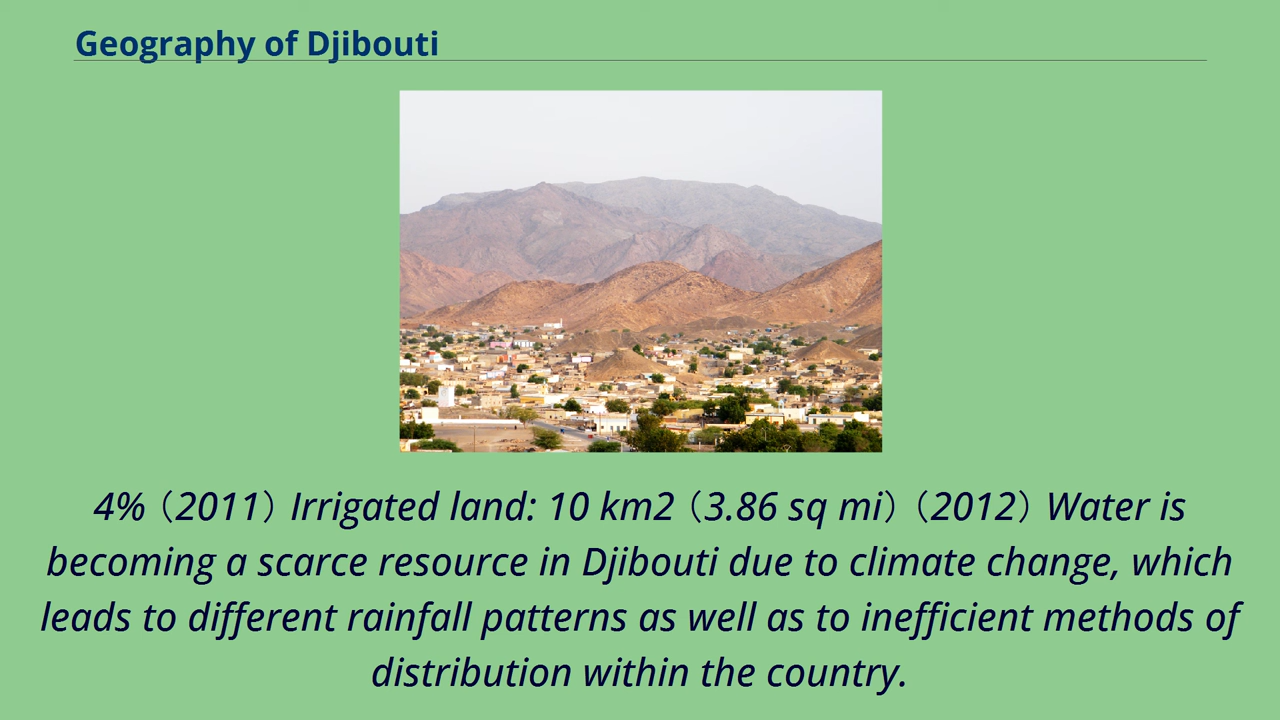 Geography of Djibouti
4%（2011）Irrigated land: 10 km2（3.86 sq mi）（2012）Water is
becoming a scarce resource in Djibouti due to climate change, which
leads to different rainfall patterns as well as to inefficient methods of
distribution within the country.